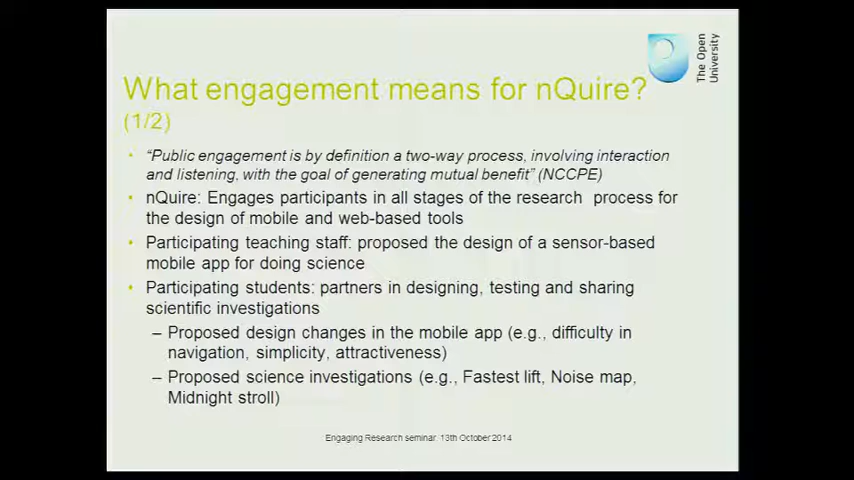 What engagement means for nQuire?
(1/2)
The Open
University
• “Public engagement is by definition a two-way process, involving interaction
and listening, with the goal of generating mutual benefit” (NCCPE)
• nQuire: Engages participants in all stages of the research process for
the design of mobile and web-based tools
• Participating teaching staff: proposed the design of a sensor-based
mobile app for doing science
• Participating students: partners in designing, testing and sharing
scientific investigations
– Proposed design changes in the mobile app (e.g., difficulty in
navigation, simplicity, attractiveness)
– Proposed science investigations (e.g., Fastest lift, Noise map,
Midnight stroll)
Engaging Research seminar 13th October 2014